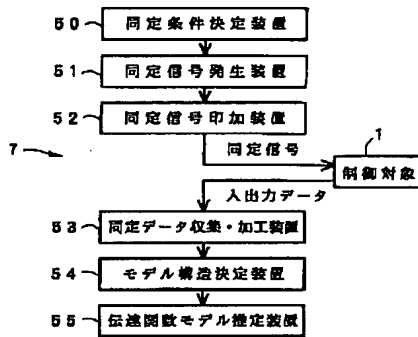 50 同定条件決定装置
51 同定信号発生装置
52 同定信号印加装置
7
同定信号
1
制御対象
入出力データ
53 同定データ収集・加工装置
54 モデル構造決定装置
55 伝達関数モデル推定装置